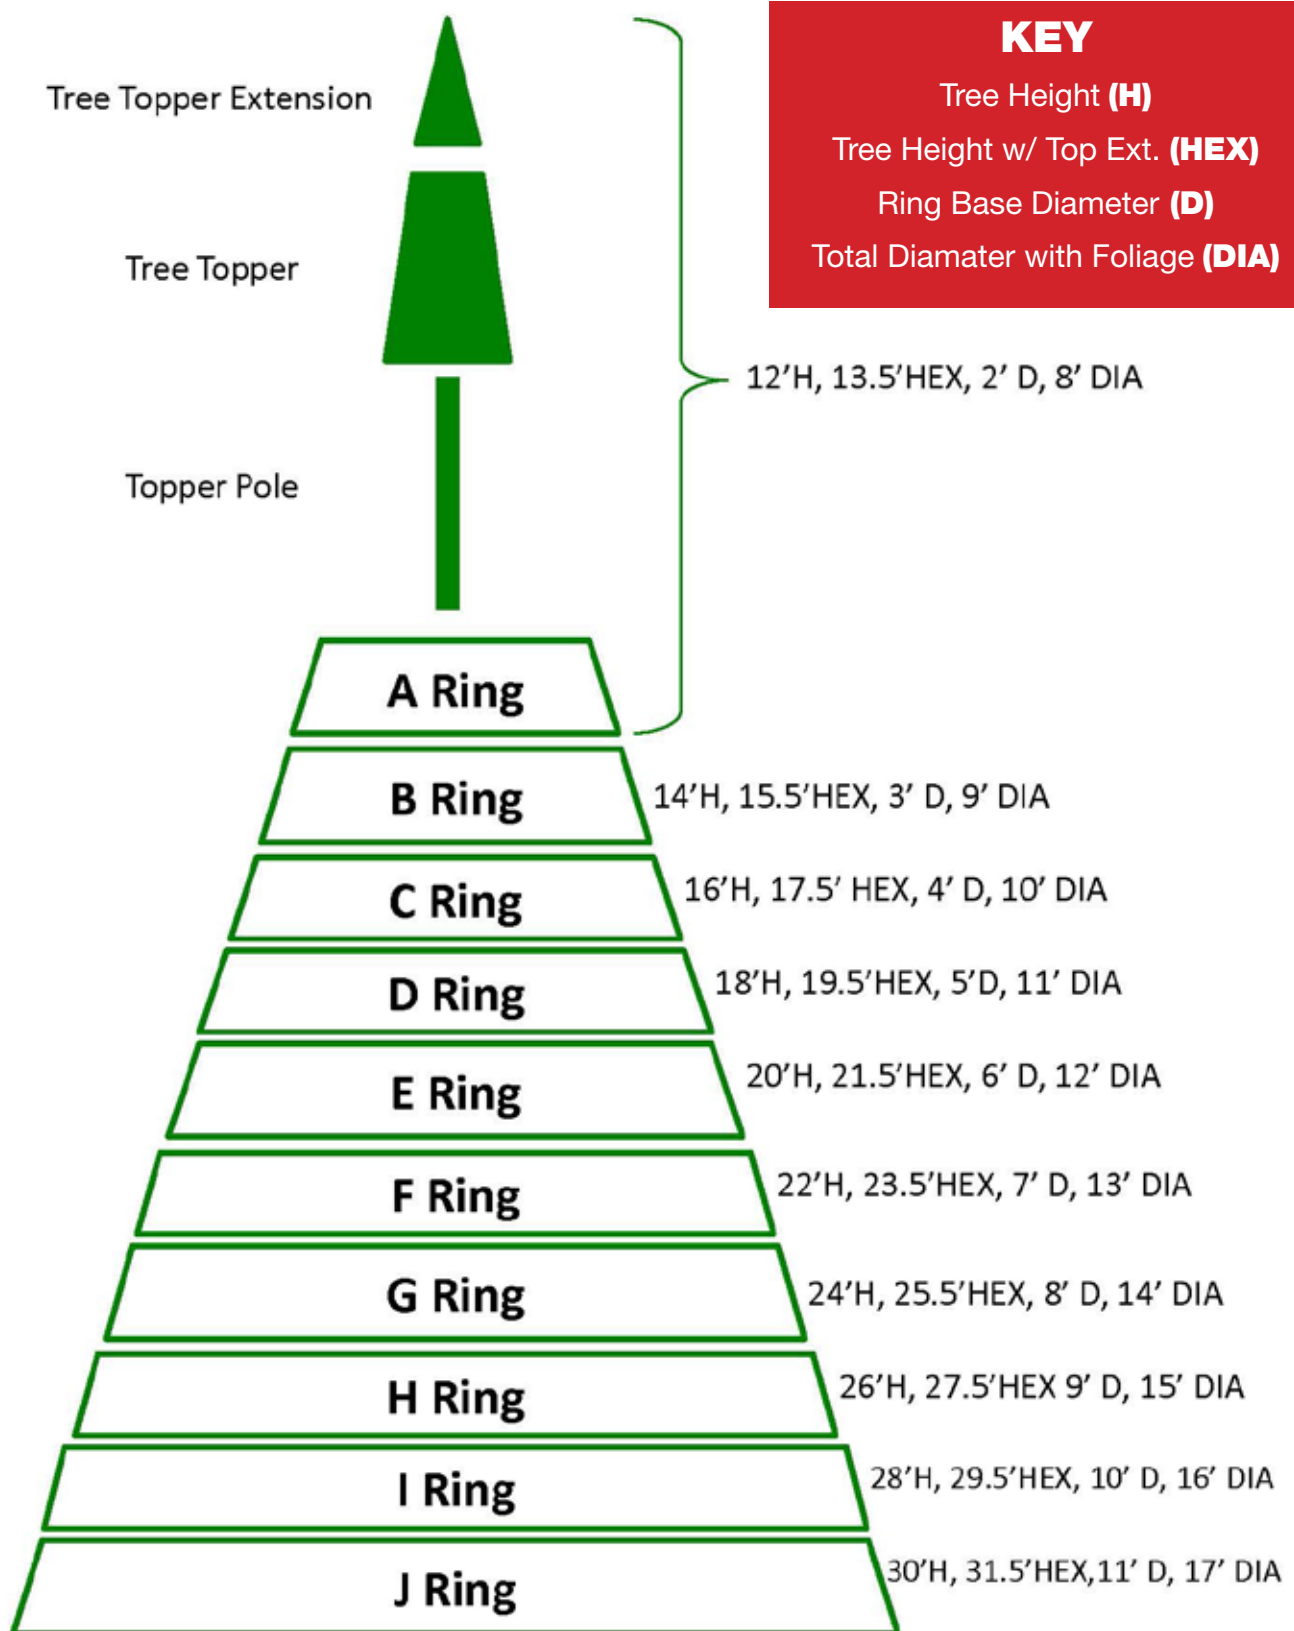 KEY
Tree Height (H)
Tree Height w/ Top Ext. (HEX)
Ring Base Diameter (D)
Total Diamater with Foliage (DIA)
Tree Topper Extension
Tree Topper
12’H, 13.5’HEX, 2’ D, 8’ DIA
Topper Pole
A Ring
B Ring
14’H, 15.5’HEX, 3’ D, 9’ DIA
C Ring
16’H, 17.5’ HEX, 4’ D, 10’ DIA
D Ring
18’H, 19.5’HEX, 5’D, 11’ DIA
E Ring
20’H, 21.5’HEX, 6’ D, 12’ DIA
F Ring
22’H, 23.5’HEX, 7’ D, 13’ DIA
G Ring
24’H, 25.5’HEX, 8’ D, 14’ DIA
H Ring
26’H, 27.5’HEX 9’ D, 15’ DIA
I Ring
28’H, 29.5’HEX, 10’ D, 16’ DIA
J Ring
30’H, 31.5’HEX,11’ D, 17’ DIA